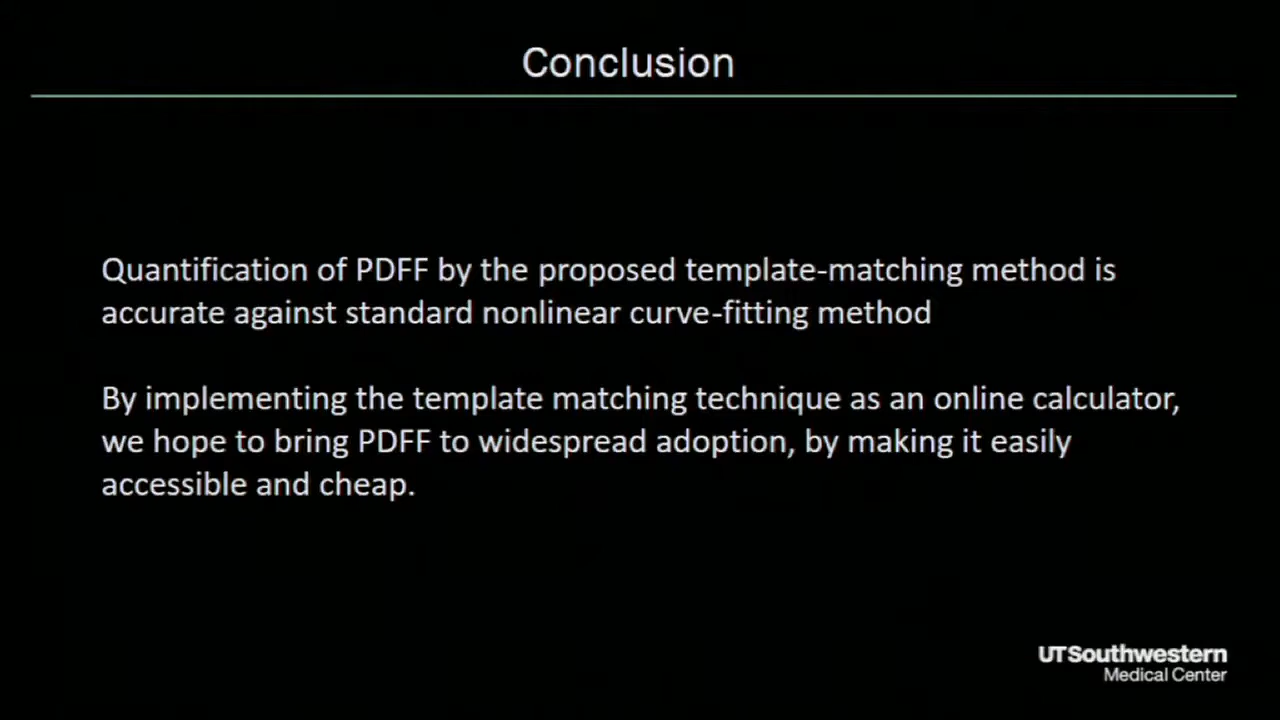 Conclusion
Quantification of PDFF by the proposed template-matching method is
accurate against standard nonlinear curve-fitting method
By implementing the template matching technique as an online calculator,
we hope to bring PDFF to widespread adoption, by making it easily
accessible and cheap.
UTSouthwestern
Medical Center